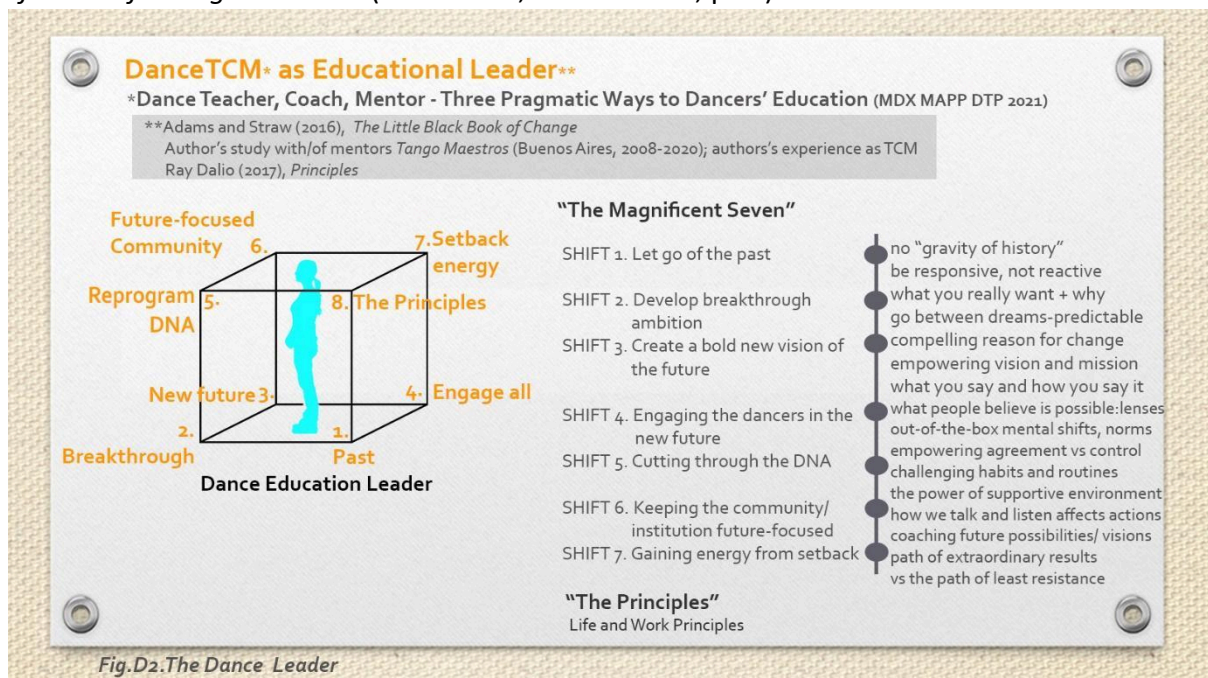 DanceTCM* as Educational Leader**
*Dance Teacher, Coach, Mentor - Three Pragmatic Ways to Dancers' Education (MDX MAPP DTP 2021)
**Adams and Straw (2016), The Little Black Book of Change
Author's study with/of mentors Tango Maestros (Buenos Aires, 2008-2020); authors's experience as TCM
Ray Dalio (2017), Principles
Future-focused
Community 6.
7.Setback
energy
Reprogram 5.
DNA
8. The Principles
New future 3.
4. Engage all
2.
Breakthrough
1.
Past
Dance Education Leader
"The Magnificent Seven"
SHIFT 1. Let go of the past
SHIFT 2. Develop breakthrough
ambition
SHIFT 3. Create a bold new vision of
the future
SHIFT 4. Engaging the dancers in the
new future
SHIFT 5. Cutting through the DNA
SHIFT 6. Keeping the community/
institution future-focused
SHIFT 7. Gaining energy from setback
no "gravity of history"
be responsive, not reactive
what you really want + why
go between dreams-predictable
compelling reason for change
empowering vision and mission
what you say and how you say it
what people believe is possible:lenses
out-of-the-box mental shifts, norms
empowering agreement vs control
challenging habits and routines
the power of supportive environment
how we talk and listen affects actions
coaching future possibilities/ visions
path of extraordinary results
vs the path of least resistance
"The Principles"
Life and Work Principles
Fig.D2.The Dance Leader